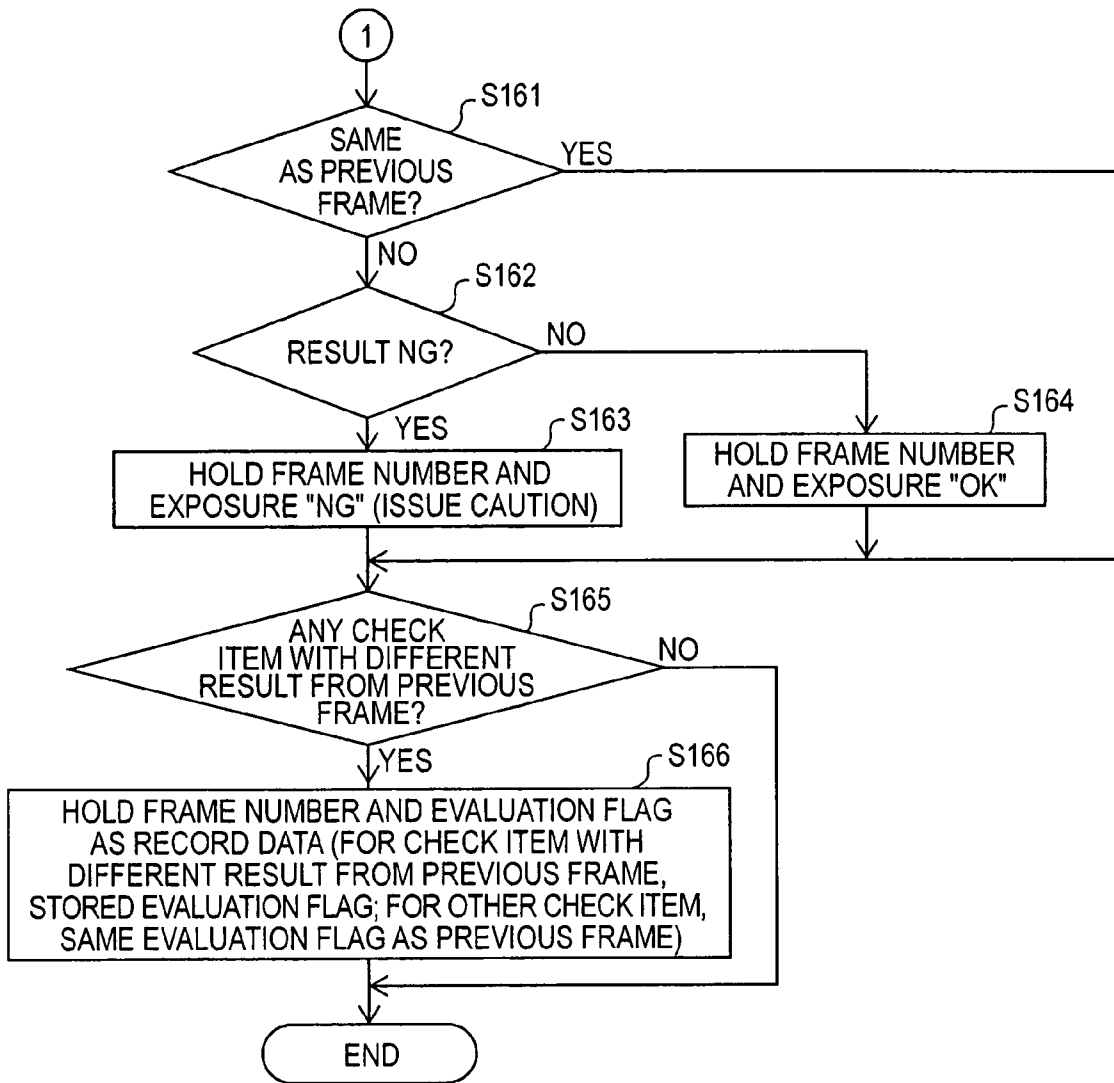 1
S161
SAME
AS PREVIOUS
FRAME?
YES
NO
S162
RESULT NG?
NO
YES
S163
HOLD FRAME NUMBER AND
EXPOSURE "NG" (ISSUE CAUTION)
S164
HOLD FRAME NUMBER
AND EXPOSURE "OK"
S165
ANY CHECK
ITEM WITH DIFFERENT
RESULT FROM PREVIOUS
FRAME?
NO
YES
S166
HOLD FRAME NUMBER AND EVALUATION FLAG
AS RECORD DATA (FOR CHECK ITEM WITH
DIFFERENT RESULT FROM PREVIOUS FRAME,
STORED EVALUATION FLAG; FOR OTHER CHECK ITEM,
SAME EVALUATION FLAG AS PREVIOUS FRAME)
END